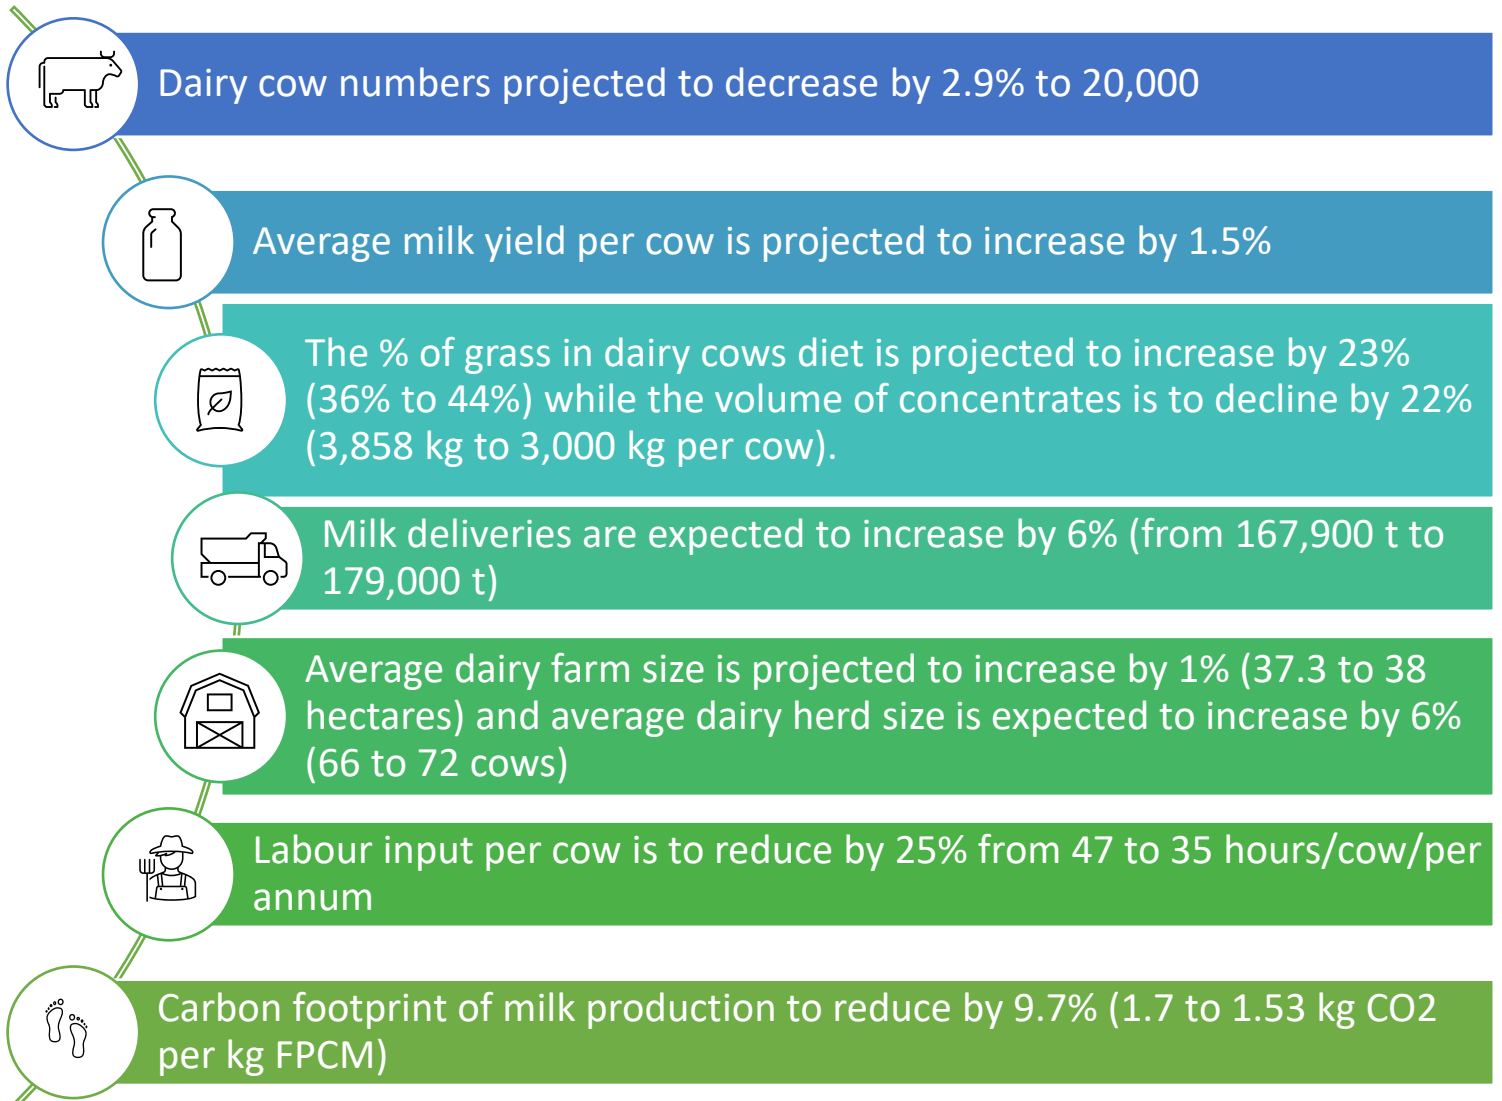 Dairy cow numbers projected to decrease by 2.9% to 20,000
Average milk yield per cow is projected to increase by 1.5%
The % of grass in dairy cows diet is projected to increase by 23%
(36% to 44%) while the volume of concentrates is to decline by 22%
(3,858 kg to 3,000 kg per cow).
Milk deliveries are expected to increase by 6% (from 167,900 t to
179,000 t)
Average dairy farm size is projected to increase by 1% (37.3 to 38
hectares) and average dairy herd size is expected to increase by 6%
(66 to 72 cows)
Labour input per cow is to reduce by 25% from 47 to 35 hours/cow/per
annum
Carbon footprint of milk production to reduce by 9.7% (1.7 to 1.53 kg CO2
per kg FPCM)